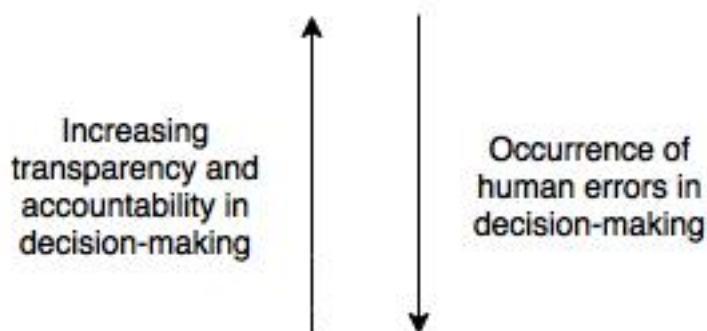 Increasing
transparency and
accountability in
decision-making
Occurrence of
human errors in
decision-making